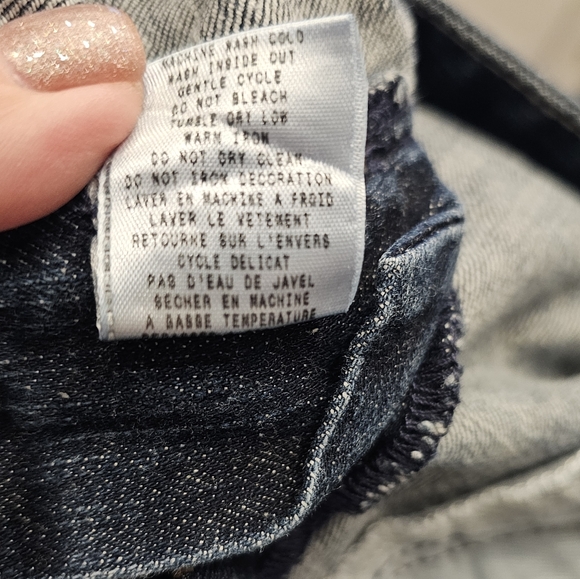 MACHINE WASH COLD
WASH INSIDE OUT
GENTLE CYCLE
DO NOT BLEACH
TUMBLE DRY LOW
WARM IRON
DO NOT DRY CLEAN
DO NOT IRON DECORATION
LAVER EN MACHINE A FROID
LAVER LE VETEMENT
RETOURNE SUR L'ENVERS
CYCLE DELICAT
PAS D'EAU DE JAVEL
SECHER EN MACHINE
A BASSE TEMPERATURE